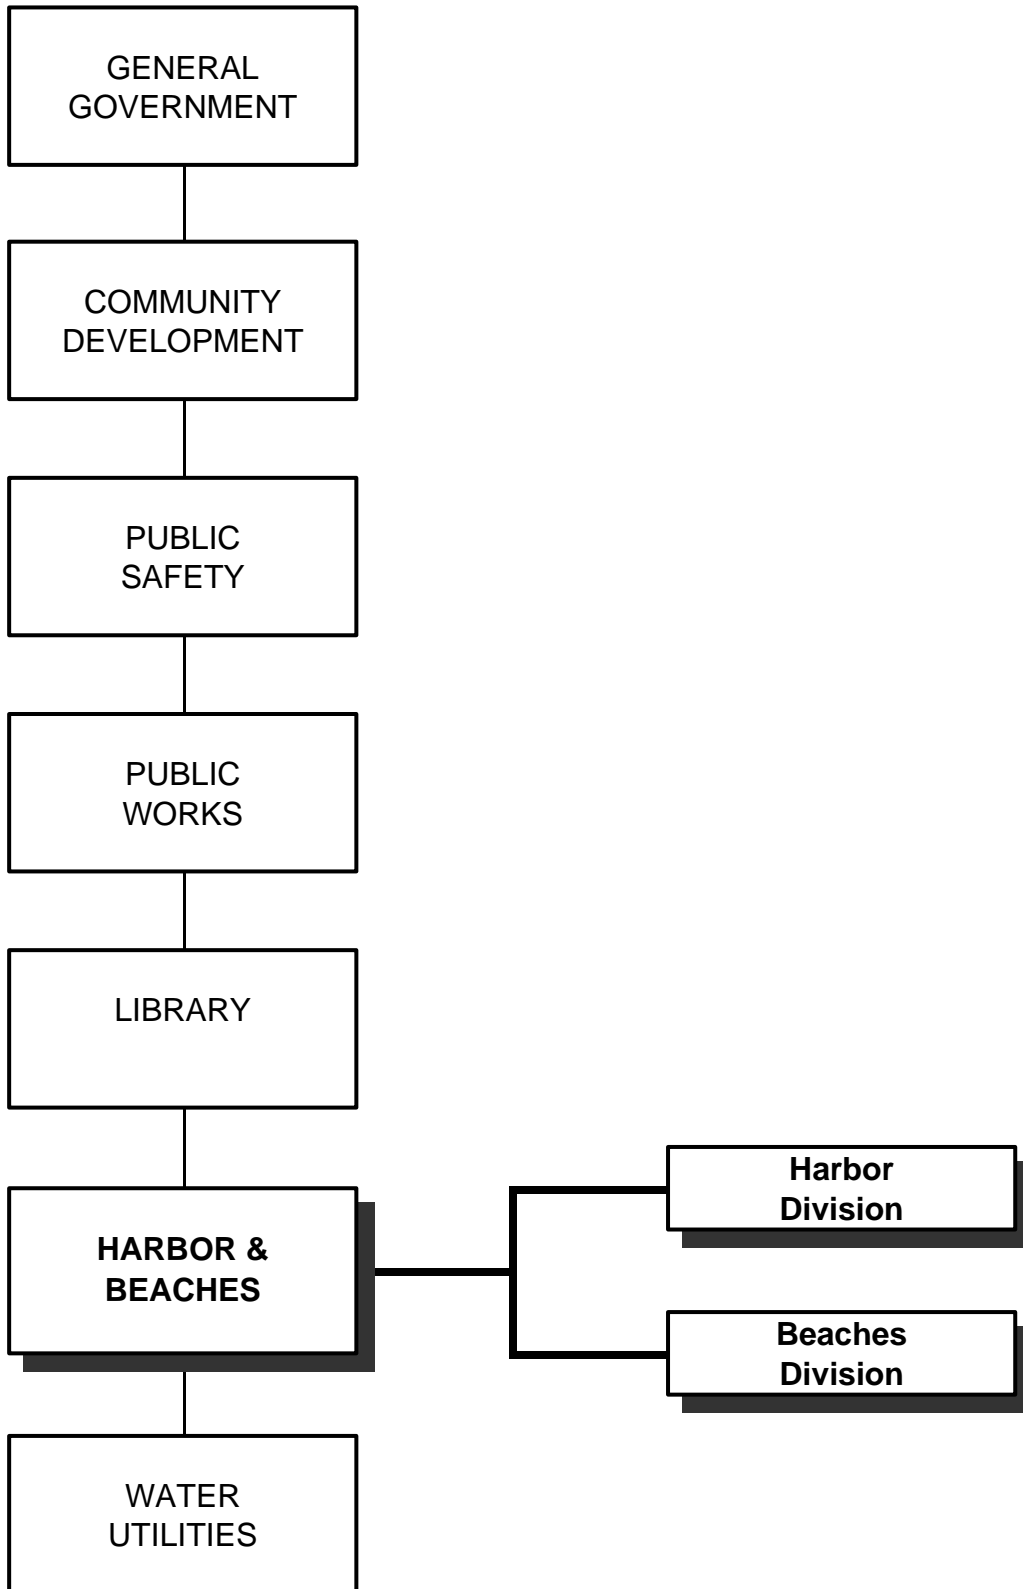 GENERAL
GOVERNMENT
COMMUNITY
DEVELOPMENT
PUBLIC
SAFETY
PUBLIC
WORKS
LIBRARY
HARBOR &
BEACHES
Harbor
Division
Beaches
Division
WATER
UTILITIES